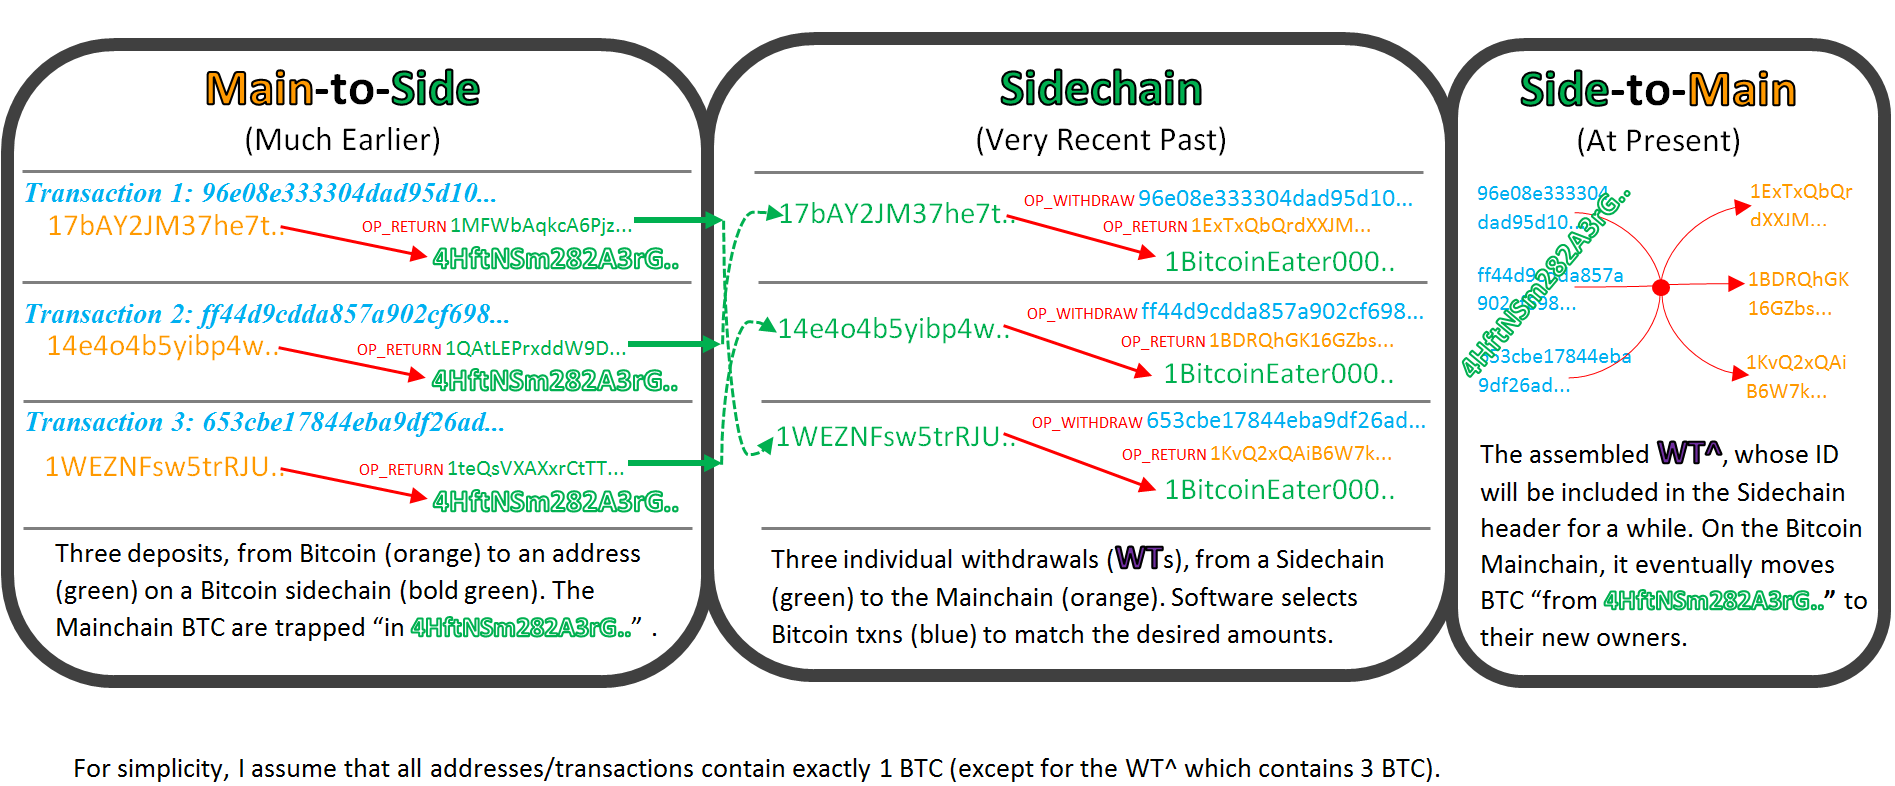 Main-to-Side
(Much Earlier)
Transaction 1: 96e08e333304dad95d10...
17bAY2JM37he7t..
OP_RETURN 1MFWbAqkcA6Pjz...
4HftNSm282A3rG..
Transaction 2: ff44d9cdda857a902cf698...
14e4o4b5yibp4w..
OP_RETURN 1QAtLEPrxddW9D...
4HftNSm282A3rG..
Transaction 3: 653cbe17844eba9df26ad...
1WEZNFsw5trRJU..
OP_RETURN 1teQsVXAXxrCtTT...
4HftNSm282A3rG..
Three deposits, from Bitcoin (orange) to an address
(green) on a Bitcoin sidechain (bold green). The
Mainchain BTC are trapped “in 4HftNSm282A3rG..” .
Sidechain
(Very Recent Past)
OP_WITHDRAW 96e08e333304dad95d10...
17bAY2JM37he7t..
OP_RETURN 1ExTxQbQrdXXJM...
1BitcoinEater000..
OP_WITHDRAW ff44d9cdda857a902cf698...
14e4o4b5yibp4w..
OP_RETURN 1BDRQhGK16GZbs...
1BitcoinEater000..
OP_WITHDRAW 653cbe17844eba9df26ad...
1WEZNFsw5trRJU..
OP_RETURN 1KvQ2xQAiB6W7k...
1BitcoinEater000..
Three individual withdrawals (WTs), from a Sidechain
(green) to the Mainchain (orange). Software selects
Bitcoin txns (blue) to match the desired amounts.
Side-to-Main
(At Present)
96e08e333304
dad95d10...
ff44d9cdda857a
902cf698...
653cbe17844eba
9df26ad...
4HftNSm282A3rG..
1ExTxQbQr
dXXJM...
1BDRQhGK
16GZbs...
1KvQ2xQAi
B6W7k...
The assembled WT^, whose ID
will be included in the Sidechain
header for a while. On the Bitcoin
Mainchain, it eventually moves
BTC “from 4HftNSm282A3rG..” to
their new owners.
For simplicity, I assume that all addresses/transactions contain exactly 1 BTC (except for the WT^ which contains 3 BTC).